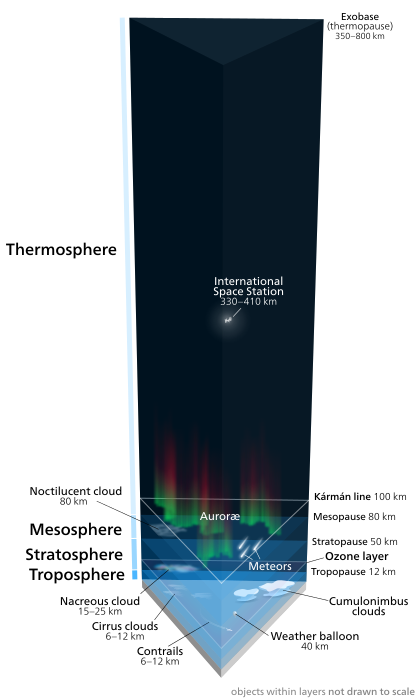 Exobase
(thermopause)
350–800 km
Thermosphere
International
Space Station
330–410 km
Noctilucent cloud
80 km
Kármán line 100 km
Auroræ
Mesopause 80 km
Mesosphere
Stratopause 50 km
Stratosphere
Ozone layer
Meteors
Troposphere
Tropopause 12 km
Nacreous cloud
15–25 km
Cumulonimbus
clouds
Cirrus clouds
6–12 km
Weather balloon
40 km
Contrails
6–12 km
objects within layers not drawn to scale